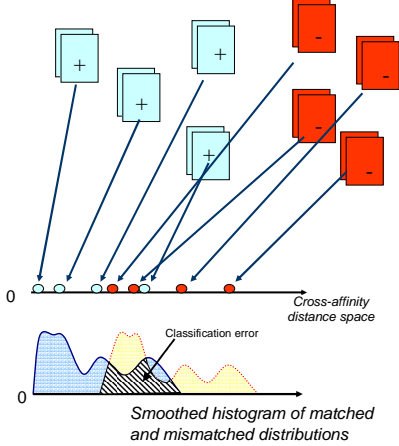 +
+
+
+
-
-
-
-
0
Cross-affinity
distance space
Classification error
0
Smoothed histogram of matched
and mismatched distributions